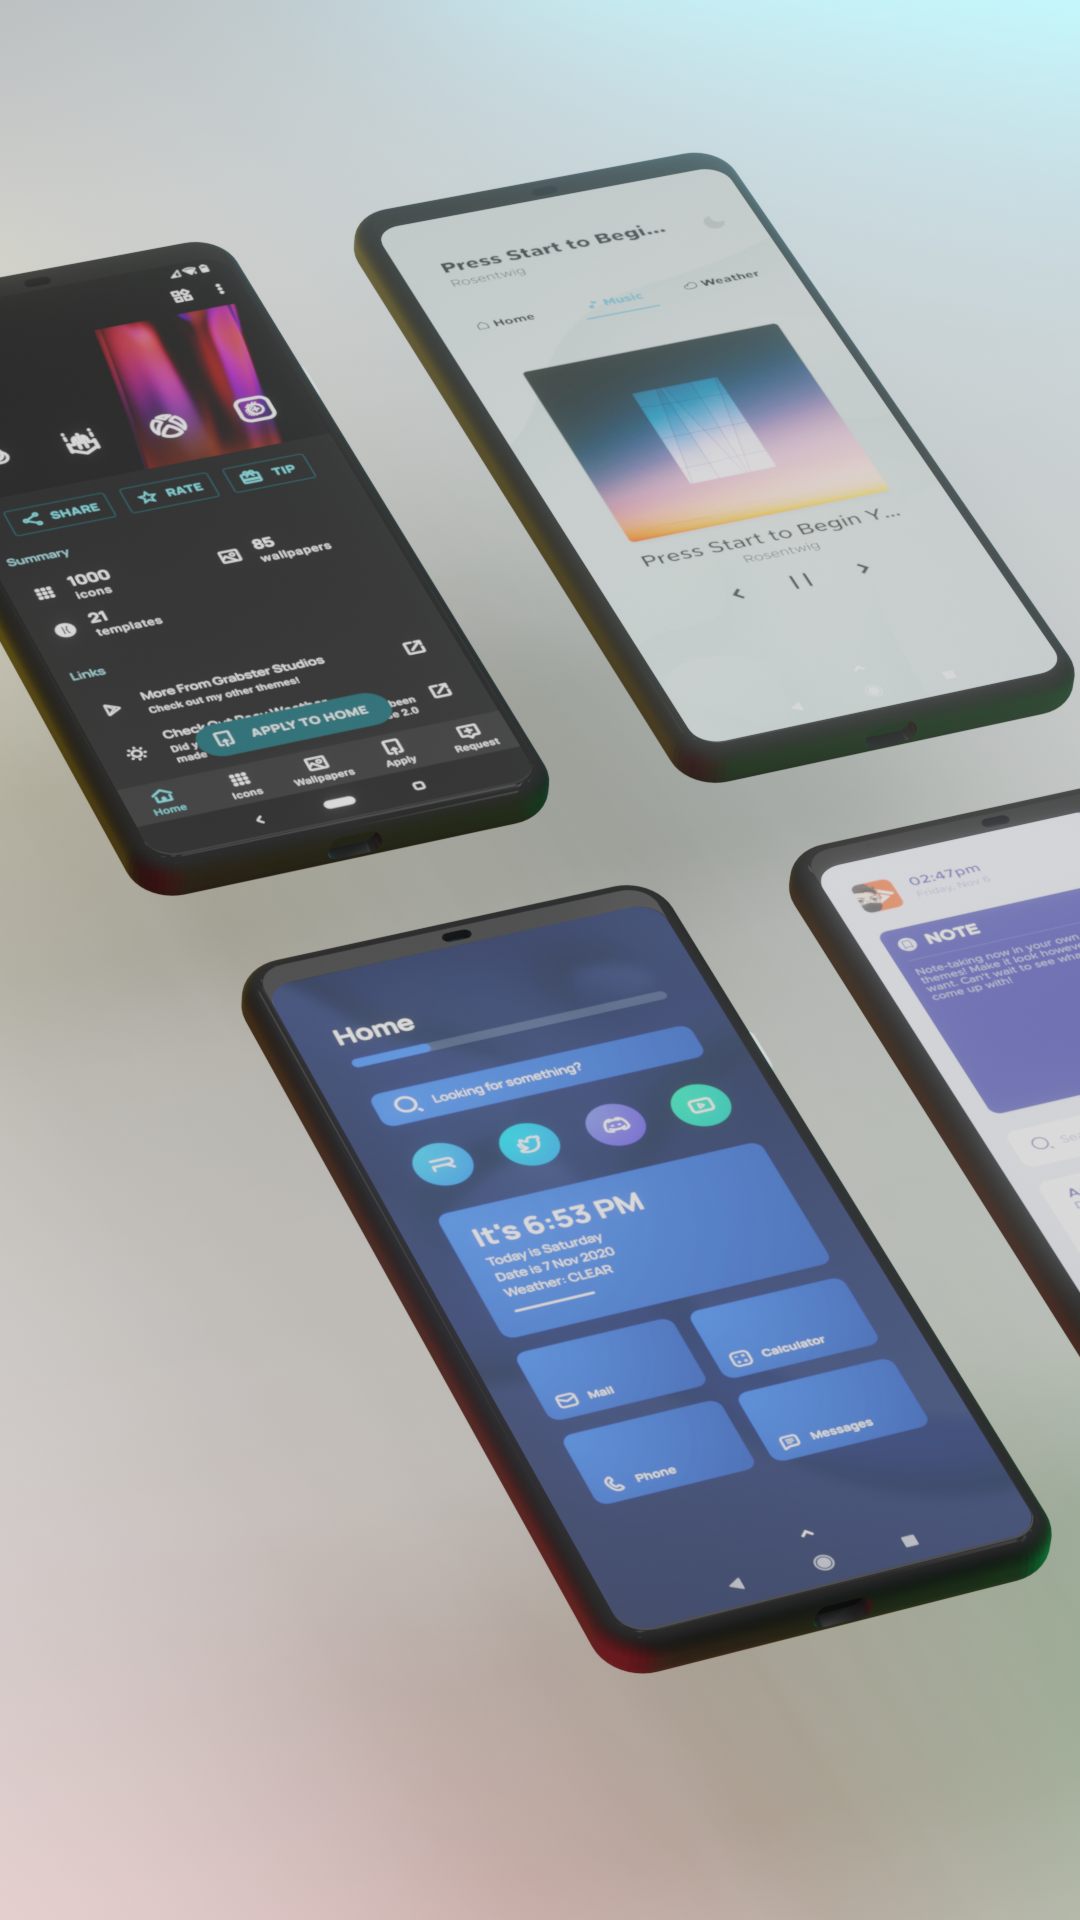 SHARE
RATE
TIP
Summary
1000
icons
85
wallpapers
21
templates
Links
More From Grabster Studios
Check out my other themes!
Check Out
Did
been
made
2.0
APPLY TO HOME
Home
Icons
Wallpapers
Apply
Request
Press Start to Begi...
Rosentwig
Home
Music
Weather
Press Start to Begin Y...
Rosentwig
Home
Looking for something?
It's 6:53 PM
Today is Saturday
Date is 7 Nov 2020
Weather: CLEAR
Mail
Calculator
Phone
Messages
02:47pm
Friday, Nov 6
NOTE
Note-taking now in your own
themes! Make it look however
want. Can't wait to see what
come up with!